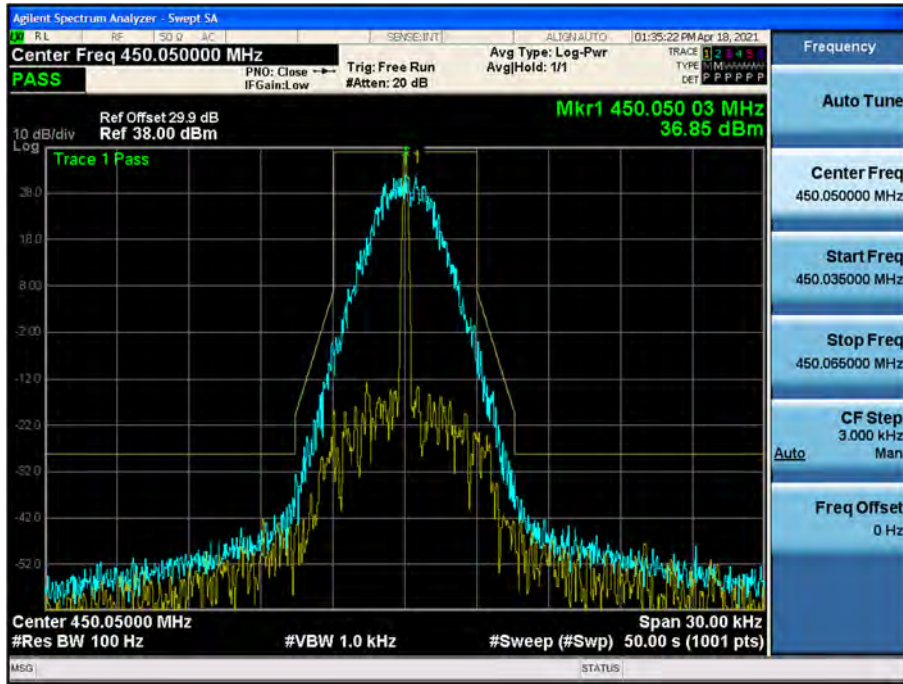 Agilent Spectrum Analyzer - Swept SA
RL RF 50 Ω AC SENSE:INT ALIGN AUTO 01:35:22 PM Apr 18, 2021
Center Freq 450.050000 MHz
PASS
PNO: Close
IFGain:Low
Trig: Free Run
#Atten: 20 dB
Avg Type: Log-Pwr
Avg|Hold: 1/1
TRACE 1 2 3 4 5 6
TYPE
DET P P P P P P
Mkr1 450.050 03 MHz
36.85 dBm
Ref Offset 29.9 dB
10 dB/div Ref 38.00 dBm
Log
Trace 1 Pass
1
28.0
18.0
8.00
-2.00
-12.0
-22.0
-32.0
-42.0
-52.0
Center 450.05000 MHz Span 30.00 kHz
#Res BW 100 Hz #VBW 1.0 kHz #Sweep (#Swp) 50.00 s (1001 pts)
MSG STATUS
Frequency
Auto Tune
Center Freq
450.050000 MHz
Start Freq
450.035000 MHz
Stop Freq
450.065000 MHz
CF Step
3.000 kHz
Auto Man
Freq Offset
0 Hz